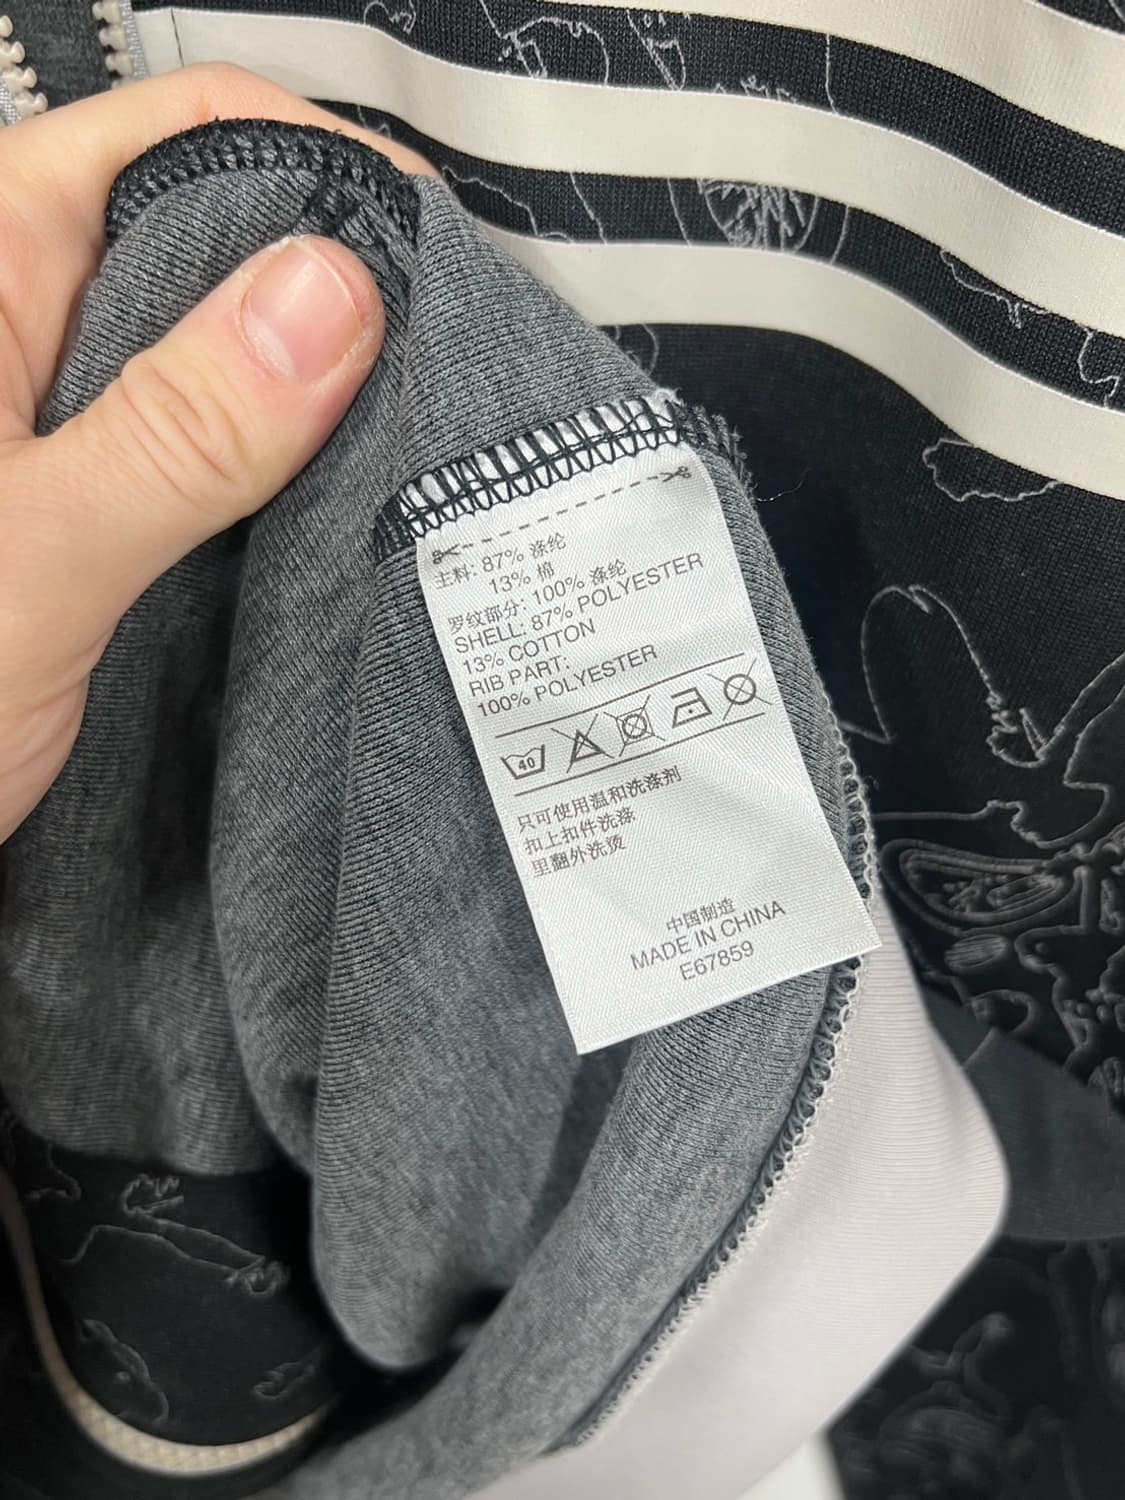 主料: 87% 涤纶
13% 棉
罗纹部分: 100% 涤纶
SHELL: 87% POLYESTER
13% COTTON
RIB PART:
100% POLYESTER
40
只可使用温和洗涤剂
扣上扣件洗涤
里翻外洗烫
中国制造
MADE IN CHINA
E67859